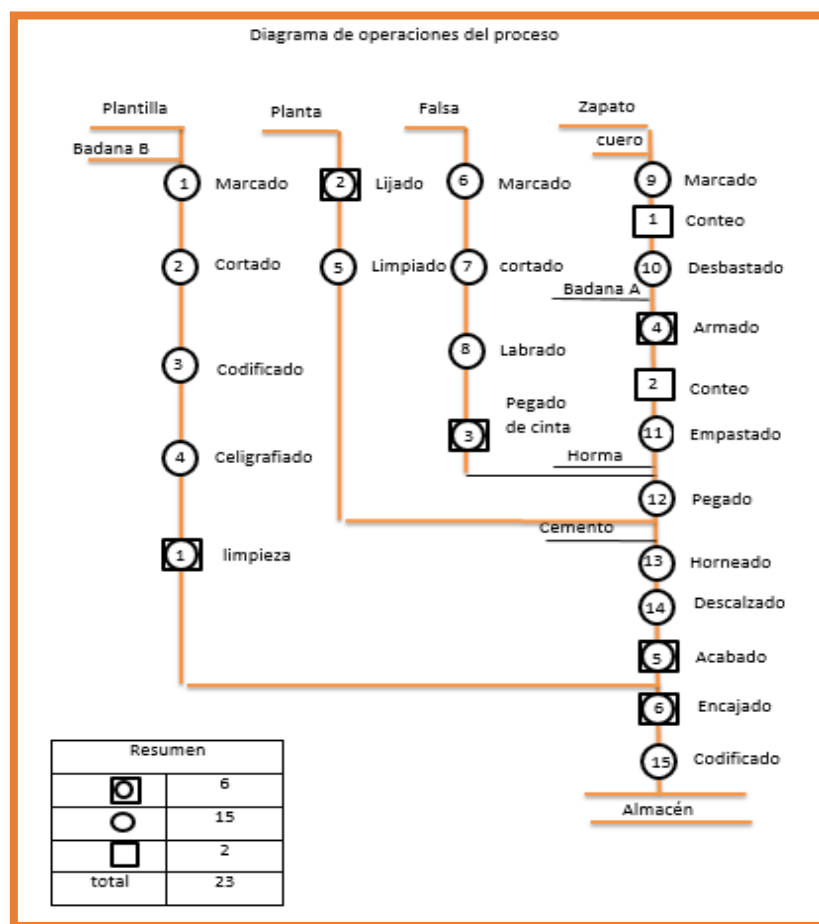 Diagrama de operaciones del proceso
Plantilla
Badana B
1 Marcado
2 Cortado
3 Codificado
4 Celigrafiado
1 limpieza
Planta
2 Lijado
5 Limpiado
Falsa
6 Marcado
7 cortado
8 Labrado
Pegado
3 de cinta
Zapato
cuero
9 Marcado
1 Conteo
10 Desbastado
Badana A
4 Armado
2 Conteo
11 Empastado
Horma
12 Pegado
Cemento
13 Horneado
14 Descalzado
5 Acabado
6 Encajado
15 Codificado
Almacén
Resumen
6
15
2
total 23